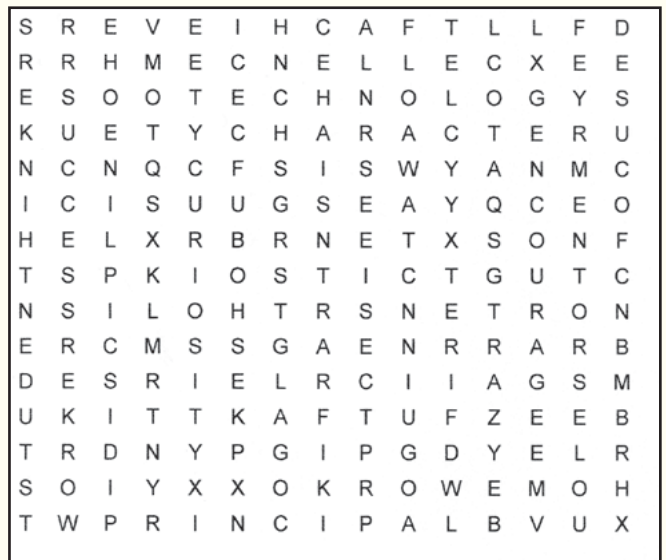 S R E V E I H C A F T L L F D
R R H M E C N E L L E C X E E
E S O O T E C H N O L O G Y S
K U E T Y C H A R A C T E R U
N C N Q C F S I S W Y A N M C
I C I S U U G S E A Y Q C E O
H E L X R B R N E T X S O N F
T S P K I O S T I C T G U T C
N S I L O H T R S N E T R O N
E R C M S S G A E N R R A R B
D E S R I E L R C I I A G S M
U K I T T K A F T U F Z E E B
T R D N Y P G I P G D Y E L R
S O I Y X X O K R O W E M O H
T W P R I N C I P A L B V U X